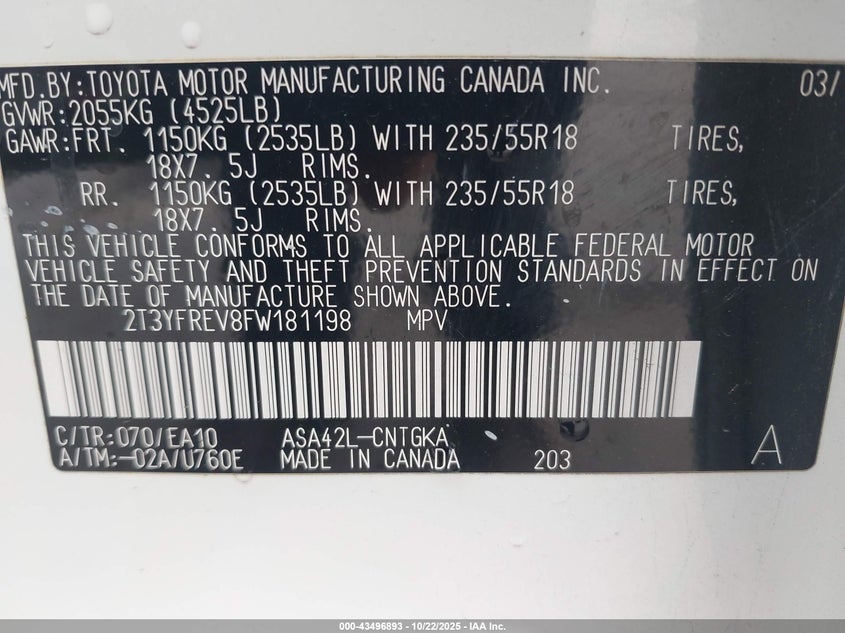 MFD.BY:TOYOTA MOTOR MANUFACTURING CANADA INC. 03/
GVWR:2055KG (4525LB)
GAWR:FRT. 1150KG (2535LB) WITH 235/55R18 TIRES,
18X7. 5J RIMS.
RR. 1150KG (2535LB) WITH 235/55R18 TIRES,
18X7. 5J RIMS.
THIS VEHICLE CONFORMS TO ALL APPLICABLE FEDERAL MOTOR
VEHICLE SAFETY AND THEFT PREVENTION STANDARDS IN EFFECT ON
THE DATE OF MANUFACTURE SHOWN ABOVE.
2T3YFREV8FW181198 MPV
C/TR:070/EA10 ASA42L-CNTGKA A
A/TM:-02A/U760E MADE IN CANADA 203
000-43496893 - 10/22/2025 - IAA Inc.